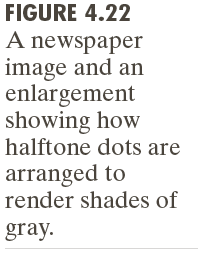 FIGURE 4.22
A newspaper
image and an
enlargement
showing how
halftone dots are
arranged to
render shades of
gray.